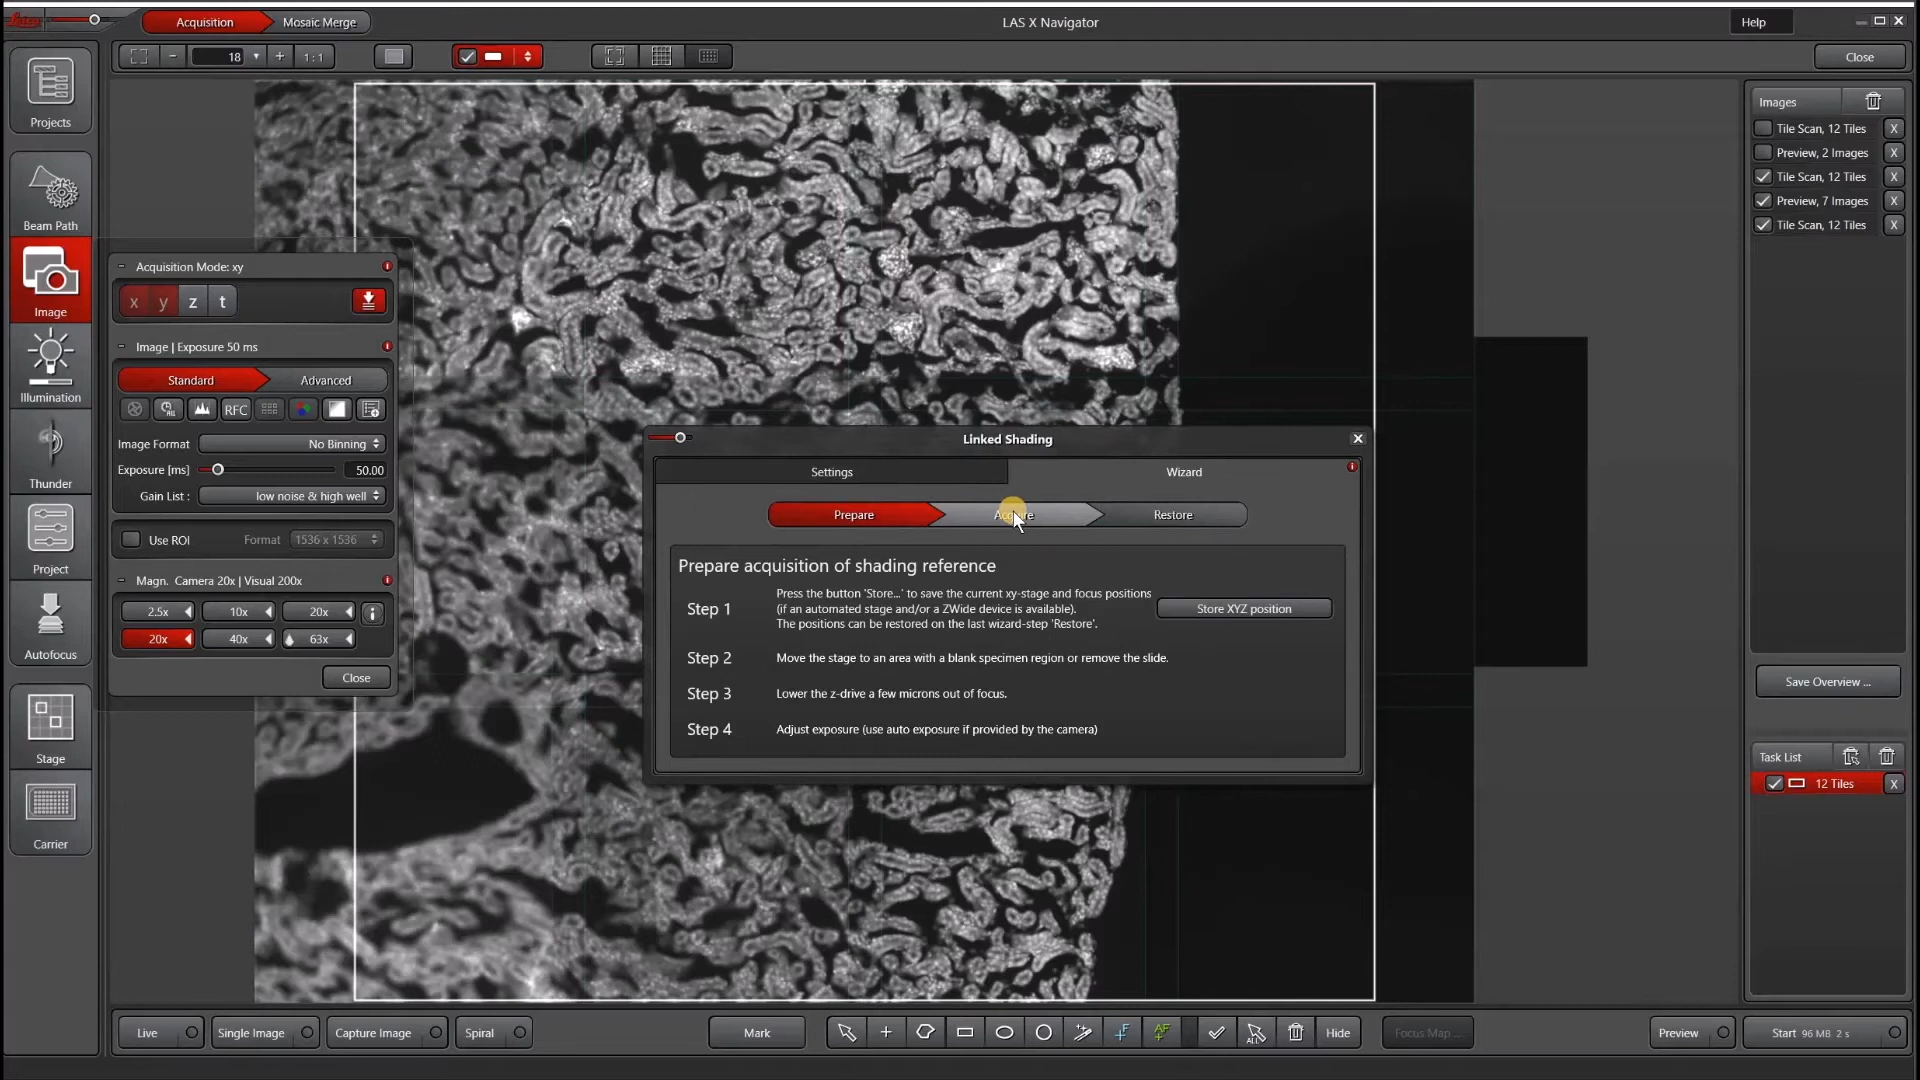 Leica
Acquisition
Mosaic Merge
LAS X Navigator
Help
18
1:1
Close
Projects
Beam Path
Image
Illumination
Thunder
Project
Autofocus
Stage
Carrier
Acquisition Mode: xy
x y z t
Image | Exposure 50 ms
Standard
Advanced
RFC
Image Format
No Binning
Exposure [ms]
50.00
Gain List :
low noise & high well
Use ROI
Format
1536 x 1536
Magn. Camera 20x | Visual 200x
2.5x
10x
20x
20x
40x
63x
Close
Linked Shading
Settings
Wizard
Prepare
Restore
Prepare acquisition of shading reference
Step 1
Press the button 'Store...' to save the current xy-stage and focus positions
(if an automated stage and/or a ZWide device is available).
The positions can be restored on the last wizard-step 'Restore'.
Store XYZ position
Step 2
Move the stage to an area with a blank specimen region or remove the slide.
Step 3
Lower the z-drive a few microns out of focus.
Step 4
Adjust exposure (use auto exposure if provided by the camera)
Images
Tile Scan, 12 Tiles
X
Preview, 2 Images
X
Tile Scan, 12 Tiles
X
Preview, 7 Images
X
Tile Scan, 12 Tiles
X
Save Overview ...
Task List
12 Tiles
X
Live
Single Image
Capture Image
Spiral
Mark
F
AF
ALL
Hide
Focus Map ...
Preview
Start 96 MB 2 s